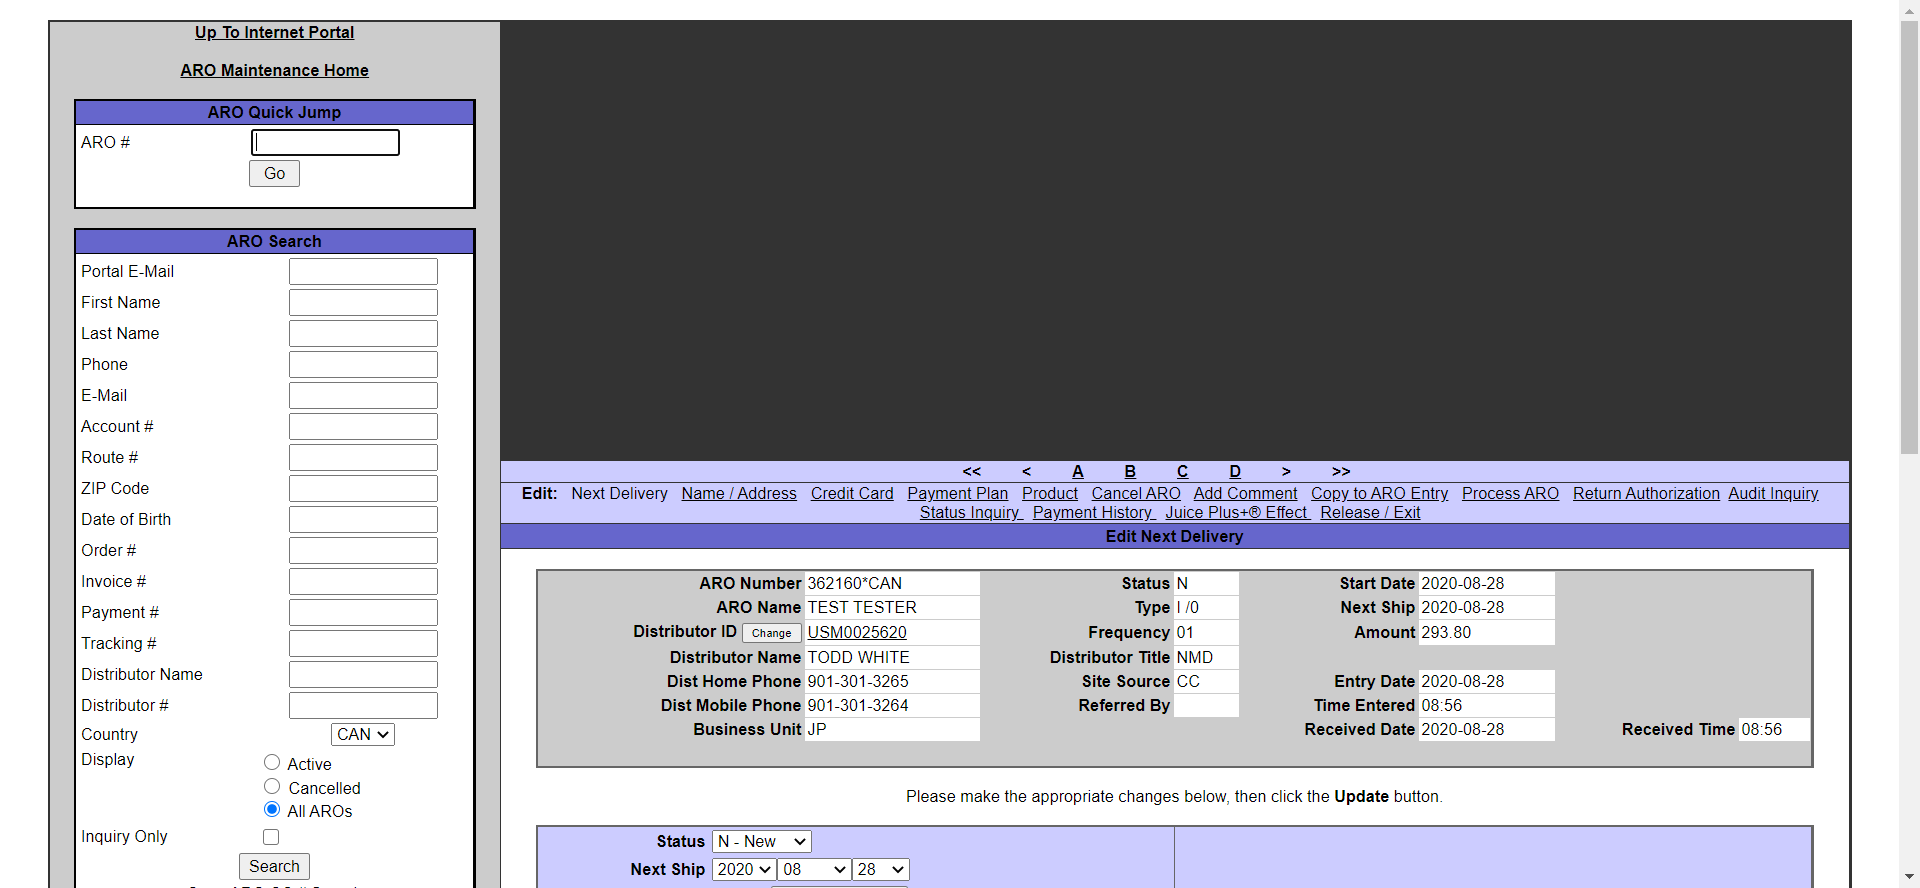 Up To Internet Portal
ARO Maintenance Home
ARO Quick Jump
ARO #
Go
ARO Search
Portal E-Mail
First Name
Last Name
Phone
E-Mail
Account #
Route #
ZIP Code
Date of Birth
Order #
Invoice #
Payment #
Tracking #
Distributor Name
Distributor #
Country CAN
Display Active
Cancelled
All AROs
Inquiry Only
Search
<< < A B C D > >>
Edit: Next Delivery Name / Address Credit Card Payment Plan Product Cancel ARO Add Comment Copy to ARO Entry Process ARO Return Authorization Audit Inquiry
Status Inquiry Payment History Juice Plus+® Effect Release / Exit
Edit Next Delivery
ARO Number 362160*CAN Status N Start Date 2020-08-28
ARO Name TEST TESTER Type I /0 Next Ship 2020-08-28
Distributor ID Change USM0025620 Frequency 01 Amount 293.80
Distributor Name TODD WHITE Distributor Title NMD
Dist Home Phone 901-301-3265 Site Source CC Entry Date 2020-08-28
Dist Mobile Phone 901-301-3264 Referred By Time Entered 08:56
Business Unit JP Received Date 2020-08-28 Received Time 08:56
Please make the appropriate changes below, then click the Update button.
Status N - New
Next Ship 2020 08 28